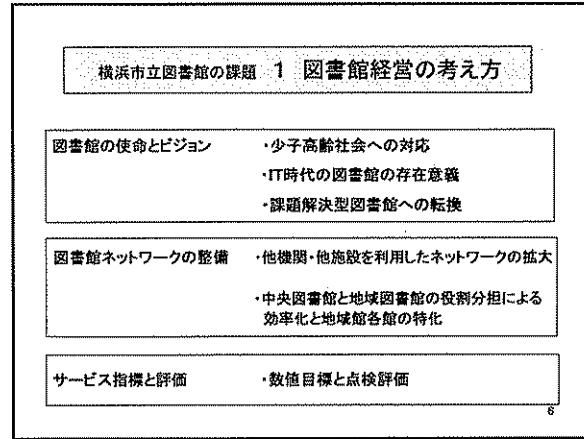 横浜市立図書館の課題 1 図書館経営の考え方
図書館の使命とビジョン ・少子高齢社会への対応
・IT時代の図書館の存在意義
・課題解決型図書館への転換
図書館ネットワークの整備 ・他機関・他施設を利用したネットワークの拡大
・中央図書館と地域図書館の役割分担による
効率化と地域館各館の特化
サービス指標と評価 ・数値目標と点検評価
6